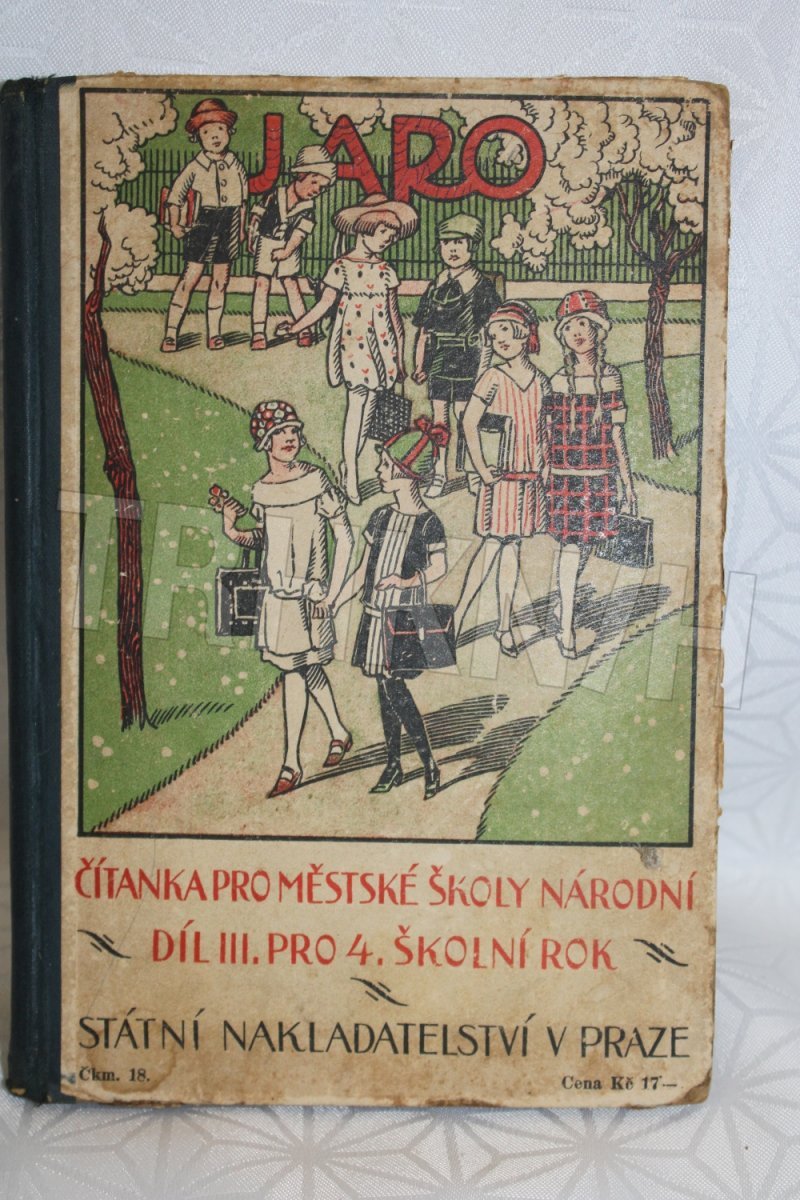 JARO
ČÍTANKA PRO MĚSTSKÉ ŠKOLY NÁRODNÍ
DÍL III. PRO 4. ŠKOLNÍ ROK
STÁTNÍ NAKLADATELSTVÍ V PRAZE
Čkm. 18.
Cena Kč 17·—